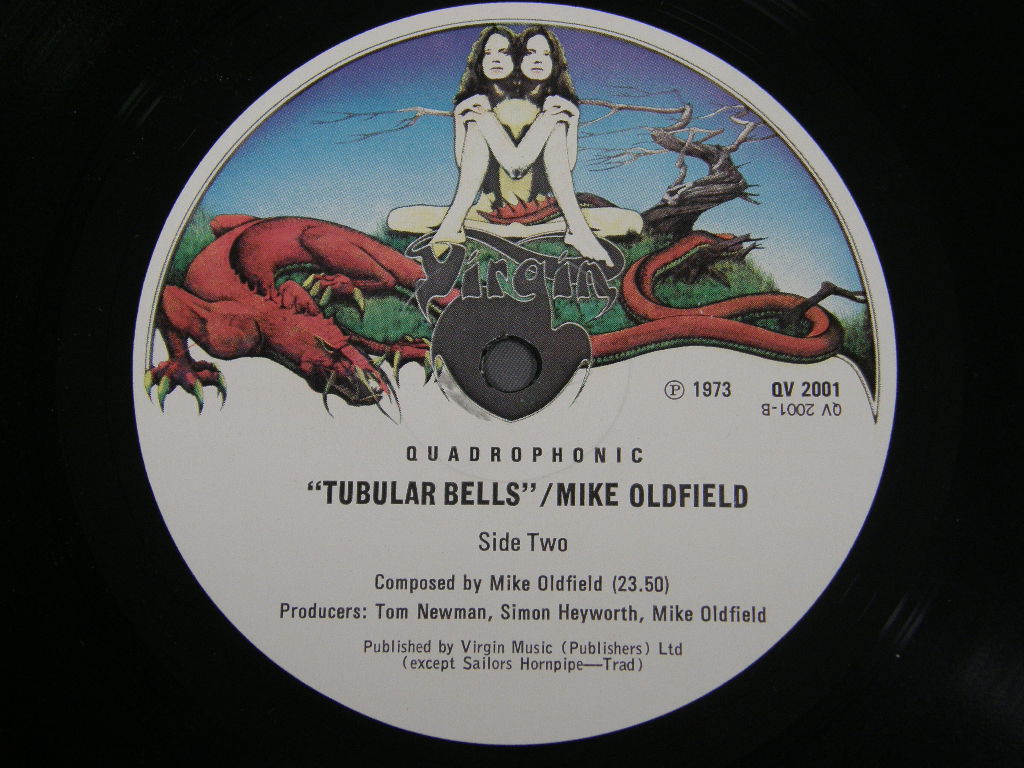 Virgin
℗ 1973 QV 2001
QV 2001-B
QUADROPHONIC
“TUBULAR BELLS”/MIKE OLDFIELD
Side Two
Composed by Mike Oldfield (23.50)
Producers: Tom Newman, Simon Heyworth, Mike Oldfield
Published by Virgin Music (Publishers) Ltd
(except Sailors Hornpipe—Trad)